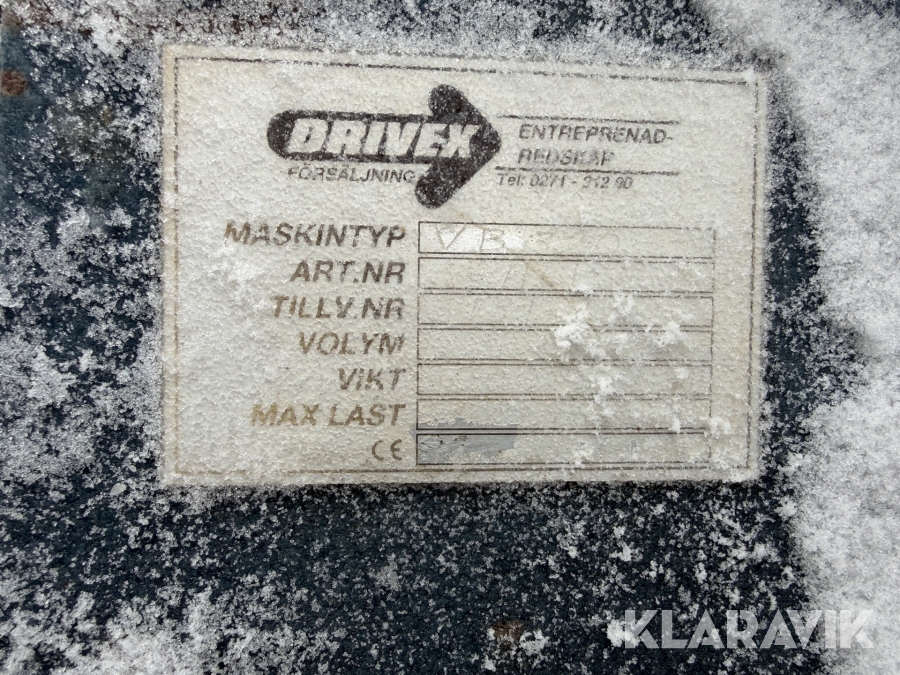 DRIVEX
FÖRSÄLJNING
ENTREPRENAD-
REDSKAP
Tel: 0271 - 212 90
MASKINTYP VB
ART.NR
TILLV.NR
VOLYM
VIKT
MAX LAST
CE
KLARAVIK